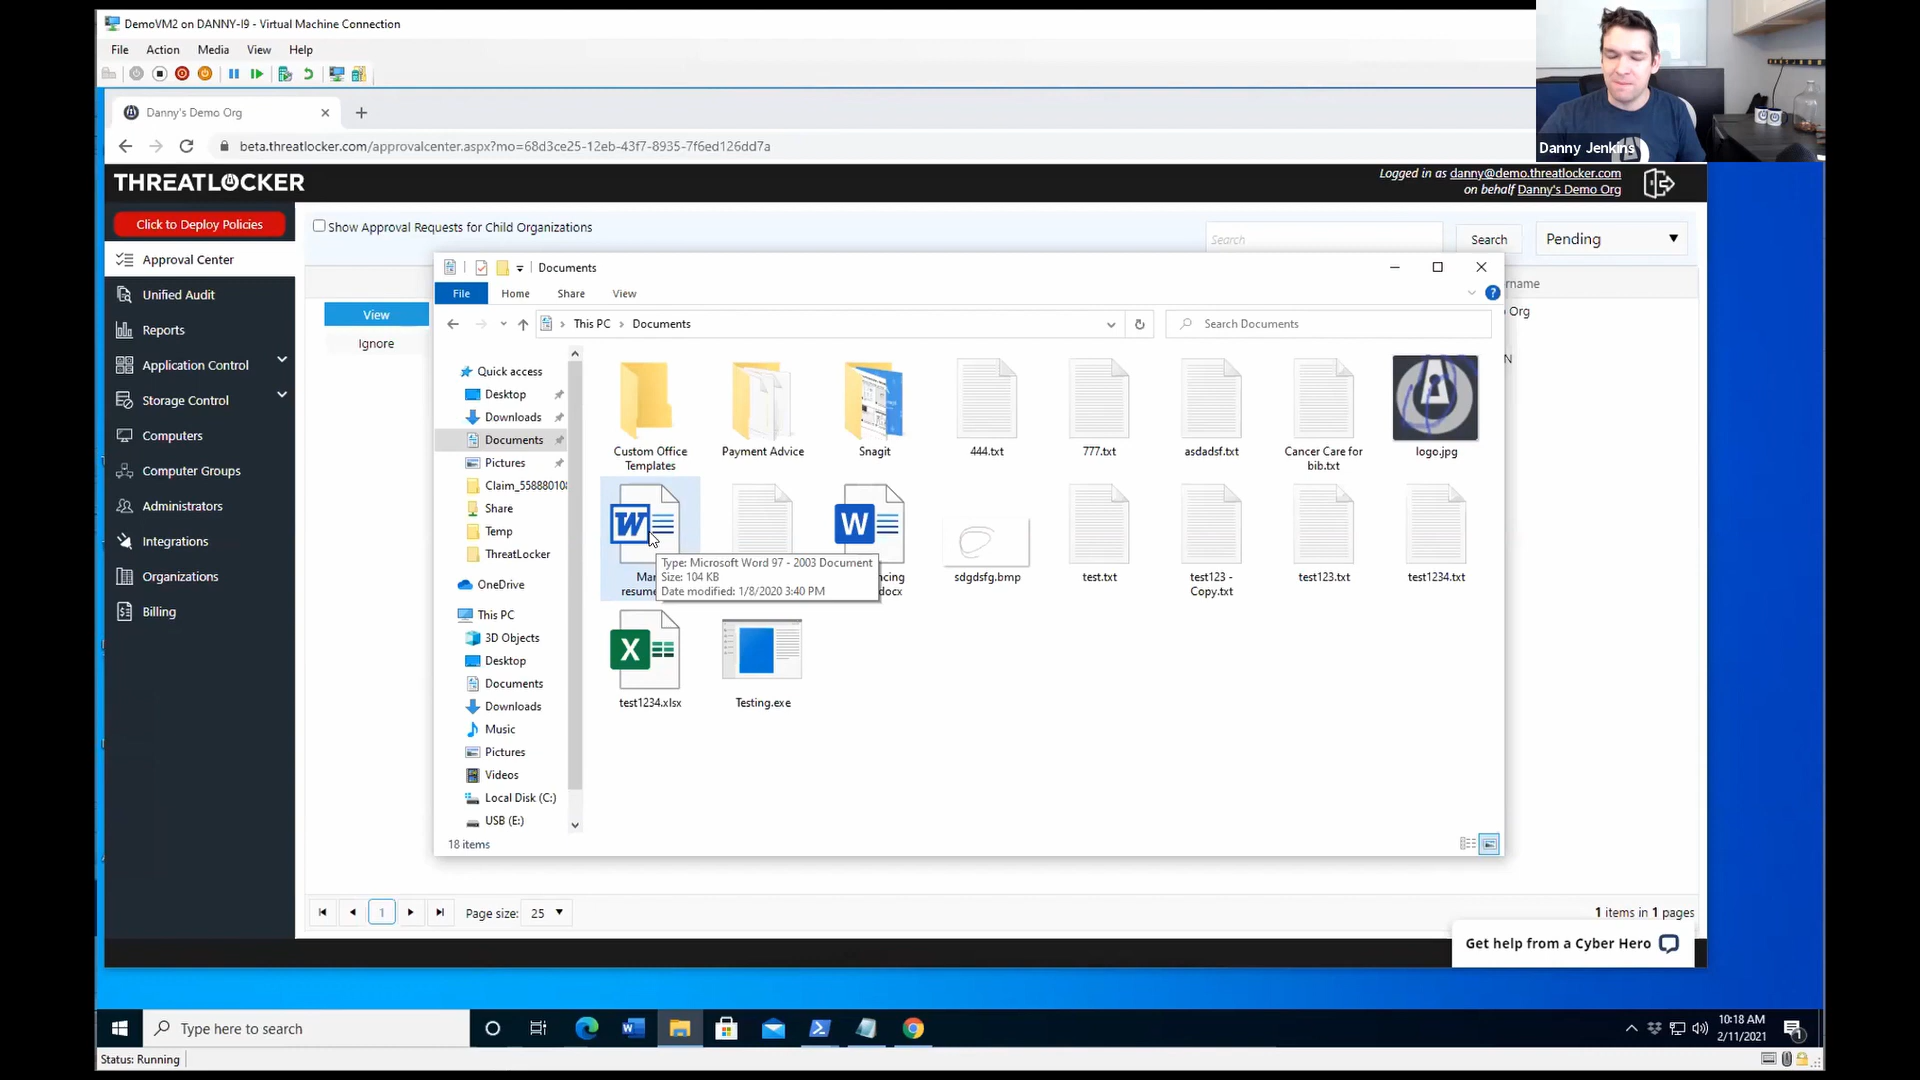 DemoVM2 on DANNY-I9 - Virtual Machine Connection
File Action Media View Help
Danny's Demo Org
beta.threatlocker.com/approvalcenter.aspx?mo=68d3ce25-12eb-43f7-8935-7f6ed126dd7a
Danny Jenkins
THREATLOCKER
Logged in as danny@demo.threatlocker.com
on behalf Danny's Demo Org
Click to Deploy Policies
Approval Center
Unified Audit
Reports
Application Control
Storage Control
Computers
Computer Groups
Administrators
Integrations
Organizations
Billing
Show Approval Requests for Child Organizations
Search
Search
Pending
View
Ignore
Org
Documents
File Home Share View
This PC Documents
Search Documents
Quick access
Desktop
Downloads
Documents
Pictures
Share
Temp
ThreatLocker
OneDrive
This PC
3D Objects
Desktop
Documents
Downloads
Music
Pictures
Videos
Local Disk (C:)
USB (E:)
18 items
Custom Office
Templates
Payment Advice
Snagit
444.txt
777.txt
asdadsf.txt
Cancer Care for
bib.txt
logo.jpg
Type: Microsoft Word 97 - 2003 Document
Size: 104 KB
Date modified: 1/8/2020 3:40 PM
sdgdsfg.bmp
test.txt
test123 -
Copy.txt
test123.txt
test1234.txt
test1234.xlsx
Testing.exe
1
Page size: 25
1 items in 1 pages
Get help from a Cyber Hero
Type here to search
10:18 AM
2/11/2021
1
Status: Running